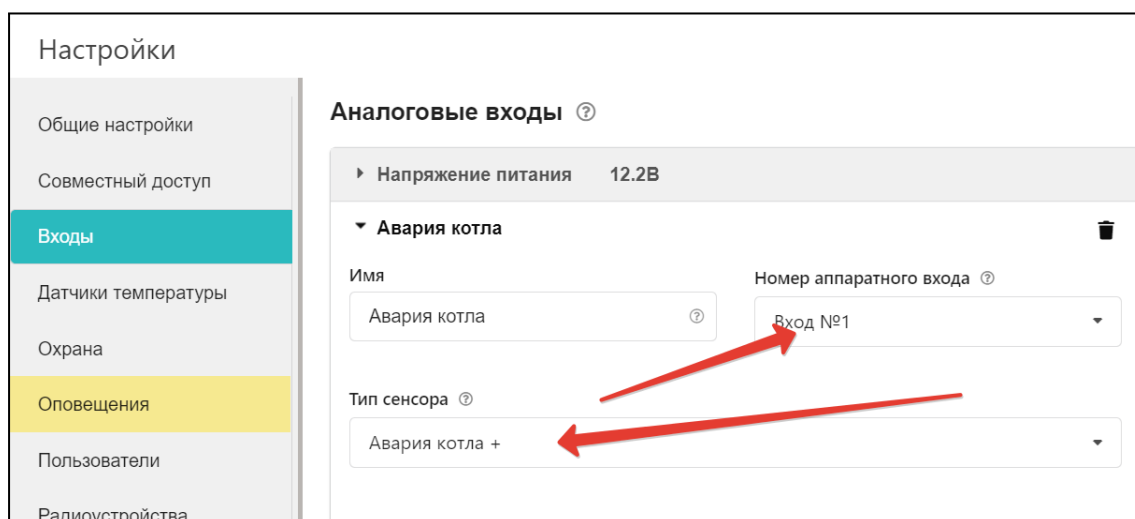 Настройки
Общие настройки
Совместный доступ
Входы
Датчики температуры
Охрана
Оповещения
Пользователи
Радиоустройства
Аналоговые входы ?
Напряжение питания 12.2В
Авария котла
Имя
Авария котла ?
Номер аппаратного входа ?
Вход №1
Тип сенсора ?
Авария котла +